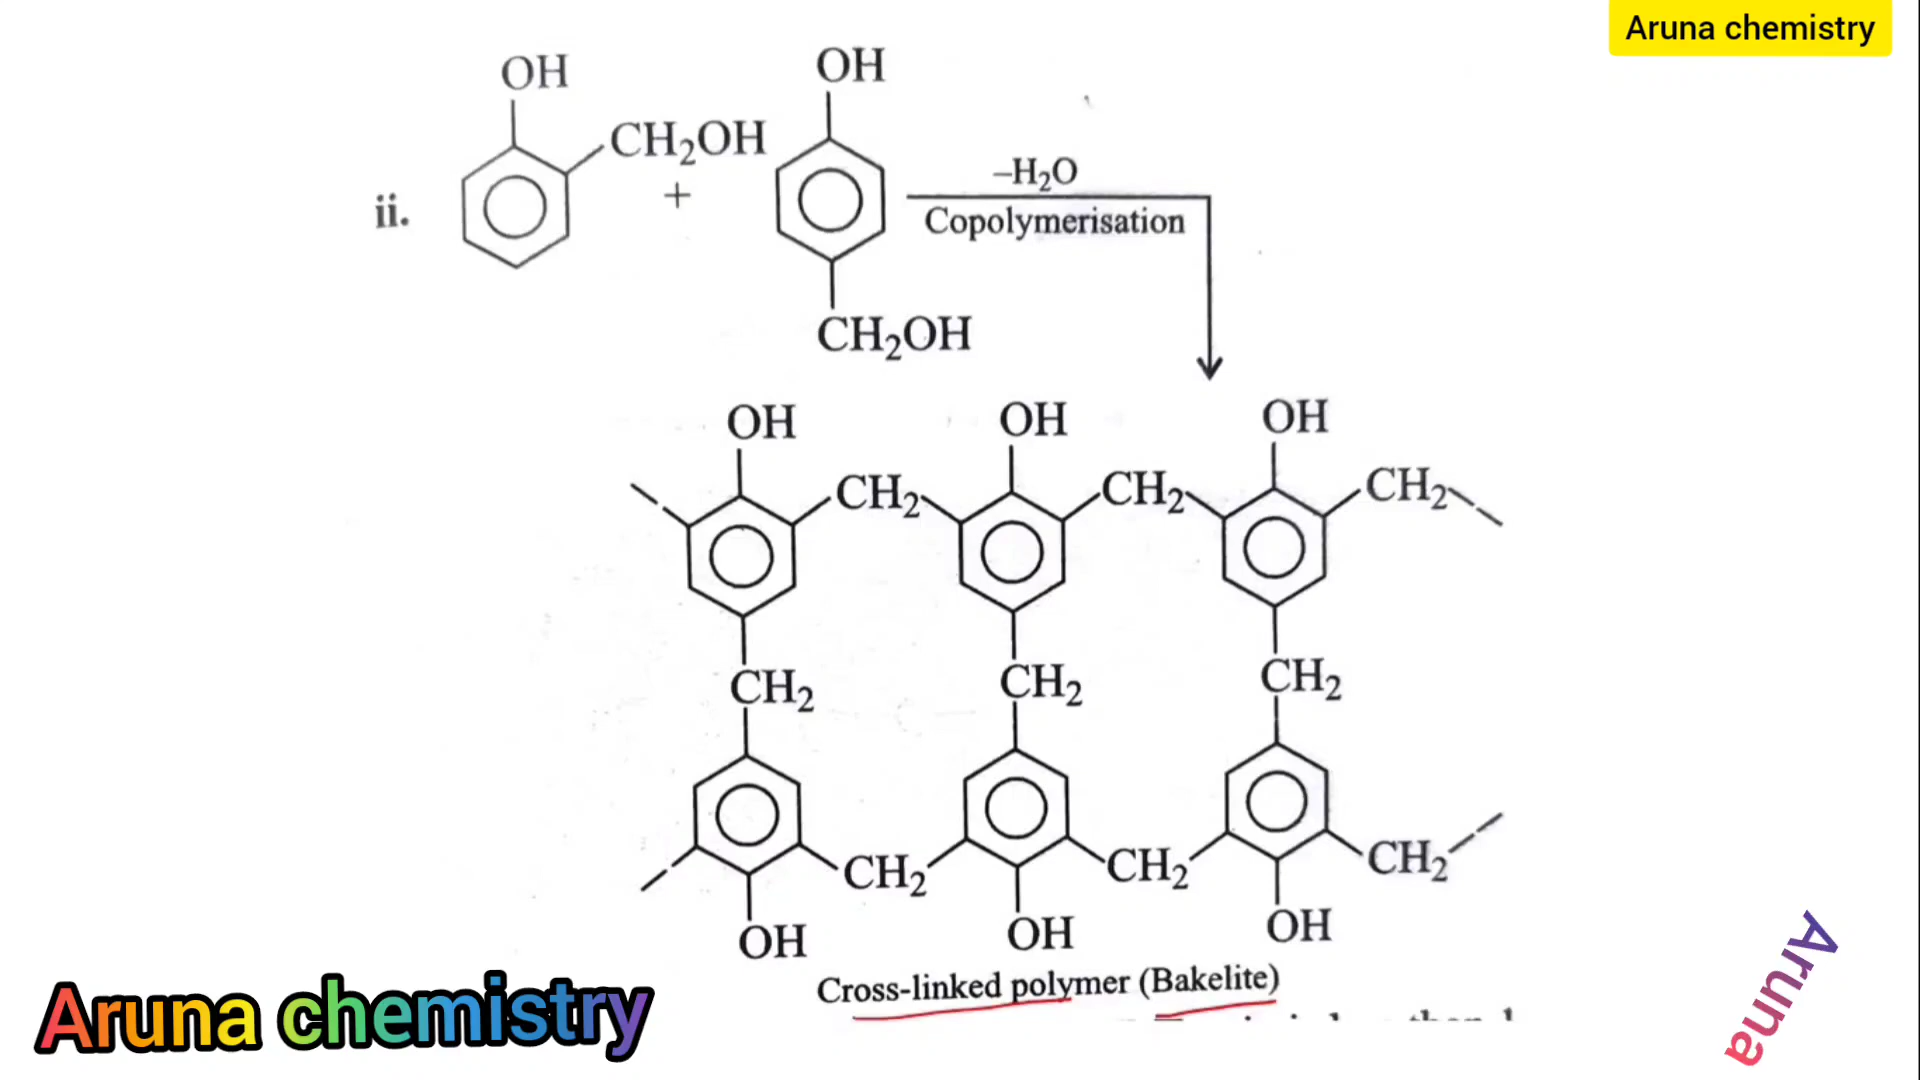 Aruna chemistry
OH
OH
CH₂OH
+
–H₂O
ii.
Copolymerisation
CH₂OH
OH
OH
OH
CH₂
CH₂
CH₂
CH₂
CH₂
CH₂
CH₂
CH₂
CH₂
OH
OH
OH
Cross-linked polymer (Bakelite)
Aruna chemistry
Aruna